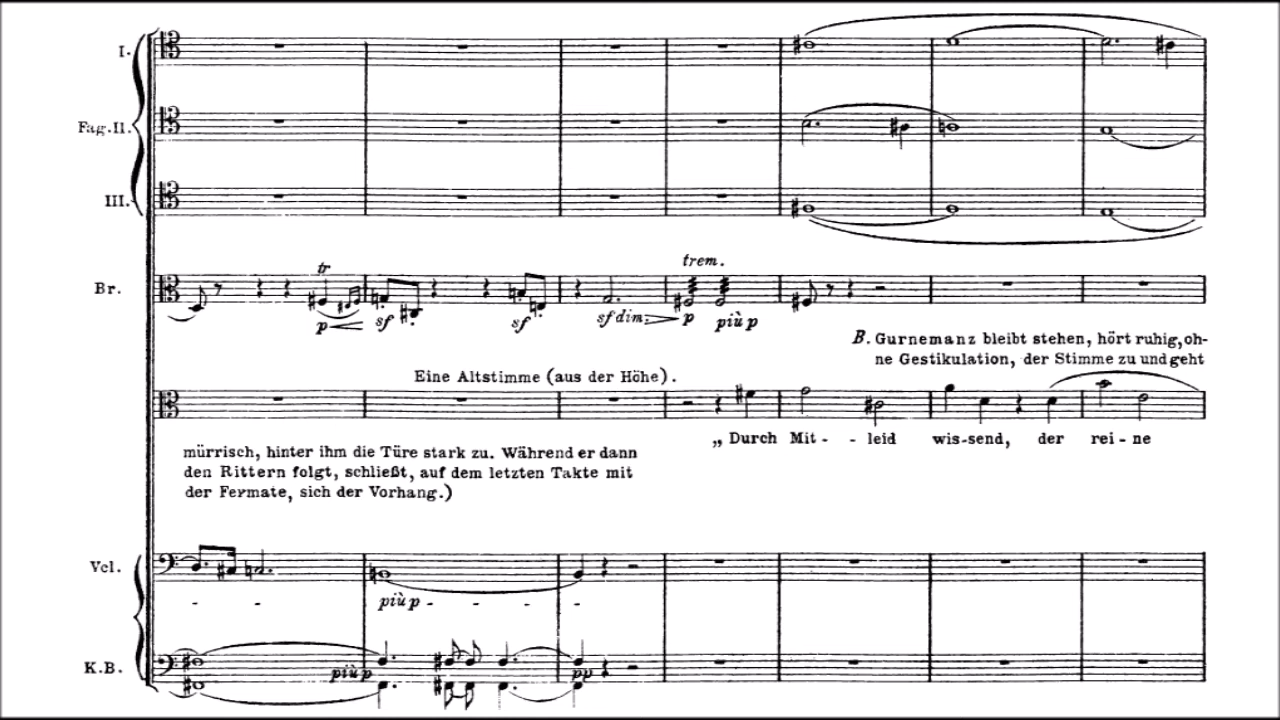 I.
Fag.II.
III.
tr
trem.
Br.
p sf sf sf dim. p più p
B. Gurnemanz bleibt stehen, hört ruhig, oh-
ne Gestikulation, der Stimme zu und geht
Eine Altstimme (aus der Höhe).
„Durch Mit - - leid wis-send, der rei - ne
mürrisch, hinter ihm die Türe stark zu. Während er dann
den Rittern folgt, schließt, auf dem letzten Takte mit
der Fermate, sich der Vorhang.)
Vcl.
- - più p - - - -
K.B.
più p pp